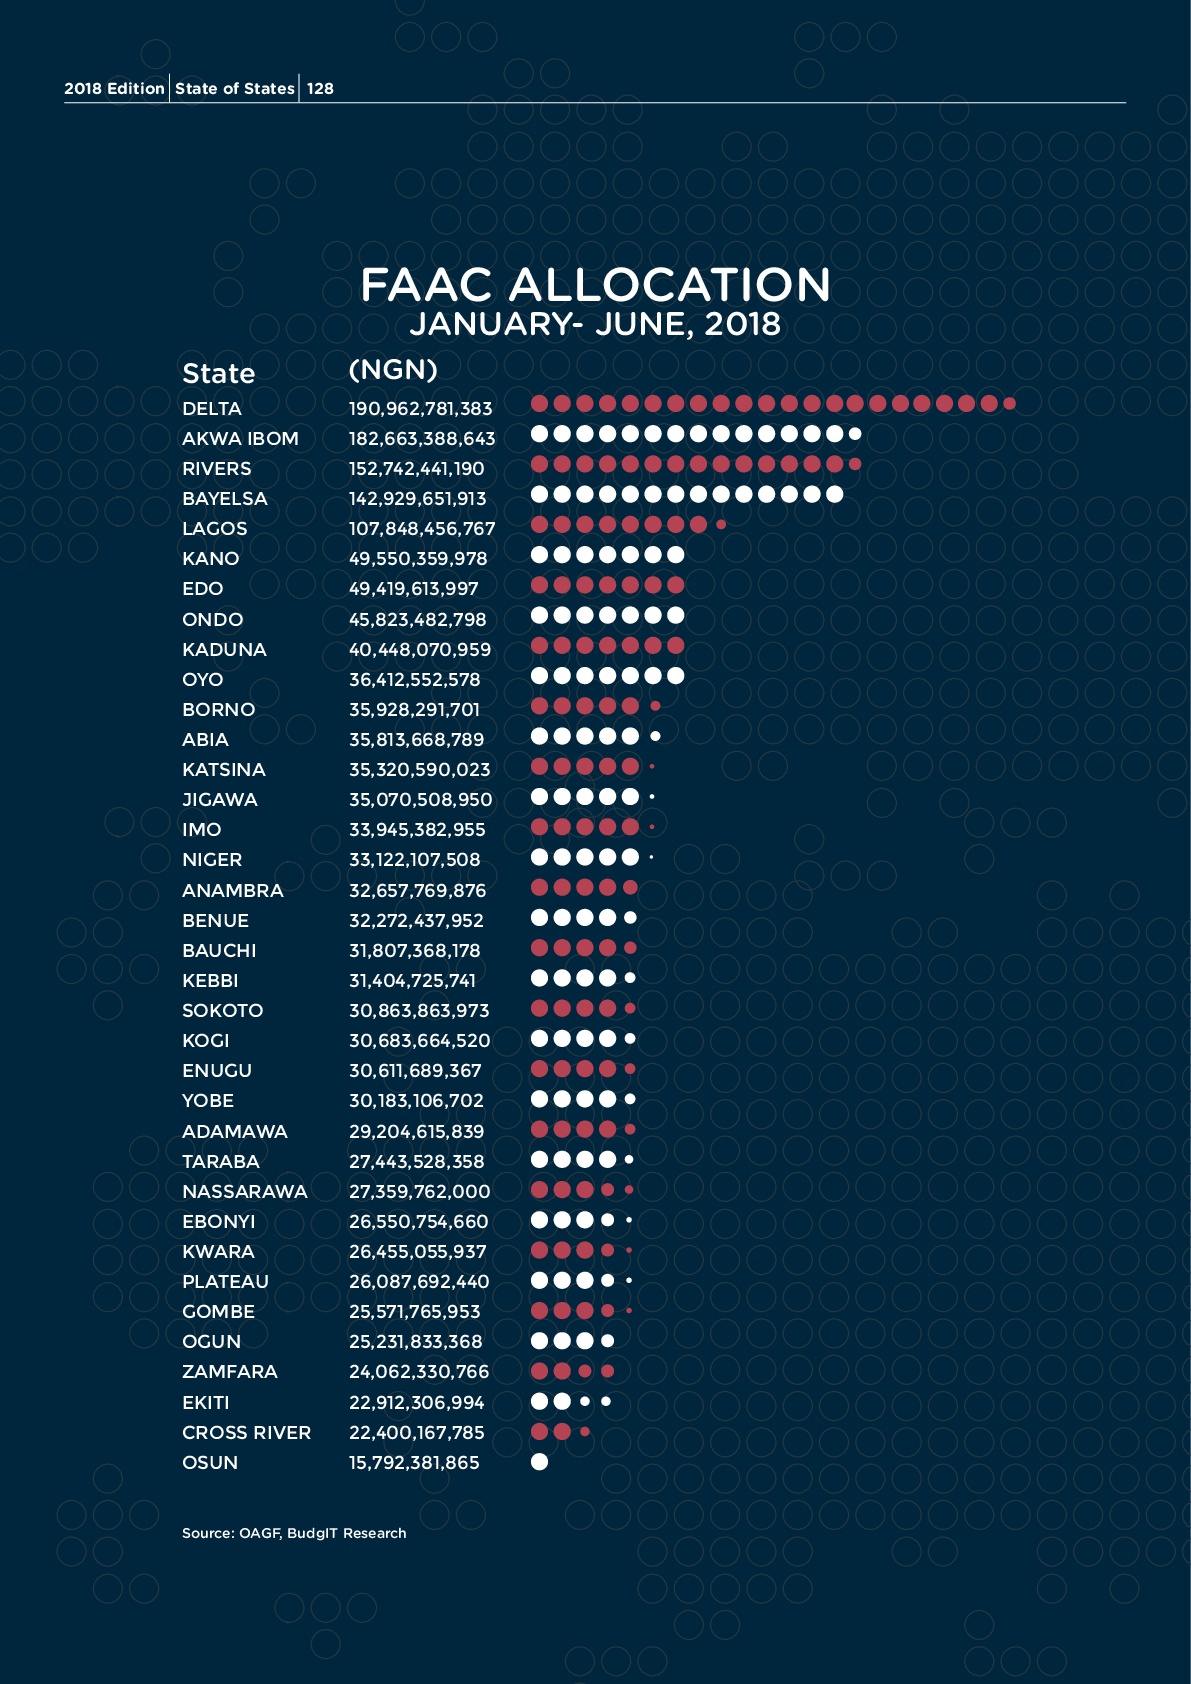 2018 Edition State of States 128
FAAC ALLOCATION
JANUARY- JUNE, 2018
State (NGN)
DELTA 190,962,781,383
AKWA IBOM 182,663,388,643
RIVERS 152,742,441,190
BAYELSA 142,929,651,913
LAGOS 107,848,456,767
KANO 49,550,359,978
EDO 49,419,613,997
ONDO 45,823,482,798
KADUNA 40,448,070,959
OYO 36,412,552,578
BORNO 35,928,291,701
ABIA 35,813,668,789
KATSINA 35,320,590,023
JIGAWA 35,070,508,950
IMO 33,945,382,955
NIGER 33,122,107,508
ANAMBRA 32,657,769,876
BENUE 32,272,437,952
BAUCHI 31,807,368,178
KEBBI 31,404,725,741
SOKOTO 30,863,863,973
KOGI 30,683,664,520
ENUGU 30,611,689,367
YOBE 30,183,106,702
ADAMAWA 29,204,615,839
TARABA 27,443,528,358
NASSARAWA 27,359,762,000
EBONYI 26,550,754,660
KWARA 26,455,055,937
PLATEAU 26,087,692,440
GOMBE 25,571,765,953
OGUN 25,231,833,368
ZAMFARA 24,062,330,766
EKITI 22,912,306,994
CROSS RIVER 22,400,167,785
OSUN 15,792,381,865
Source: OAGF, BudgIT Research